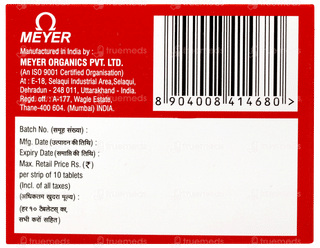 MEYER
Manufactured in India by :
MEYER ORGANICS PVT. LTD.
(An ISO 9001 Certified Organisation)
At : E-18, Selaqui Industrial Area,Selaqui,
Dehradun - 248 011, Uttarakhand - India.
Regd. off. : A-177, Wagle Estate,
Thane-400 604. (Mumbai) INDIA.
8 904008 414680 >
Batch No. (समूह संख्या) :
Mfg. Date (उत्पादन की तिथि) :
Expiry Date (समाप्ति की तिथि) :
Max. Retail Price Rs. (₹)
per strip of 10 tablets
(Incl. of all taxes)
(अधिकतम खुदरा मूल्य) :
(हर १० टैबलेट्स का,
सभी करों सहित)
truemeds